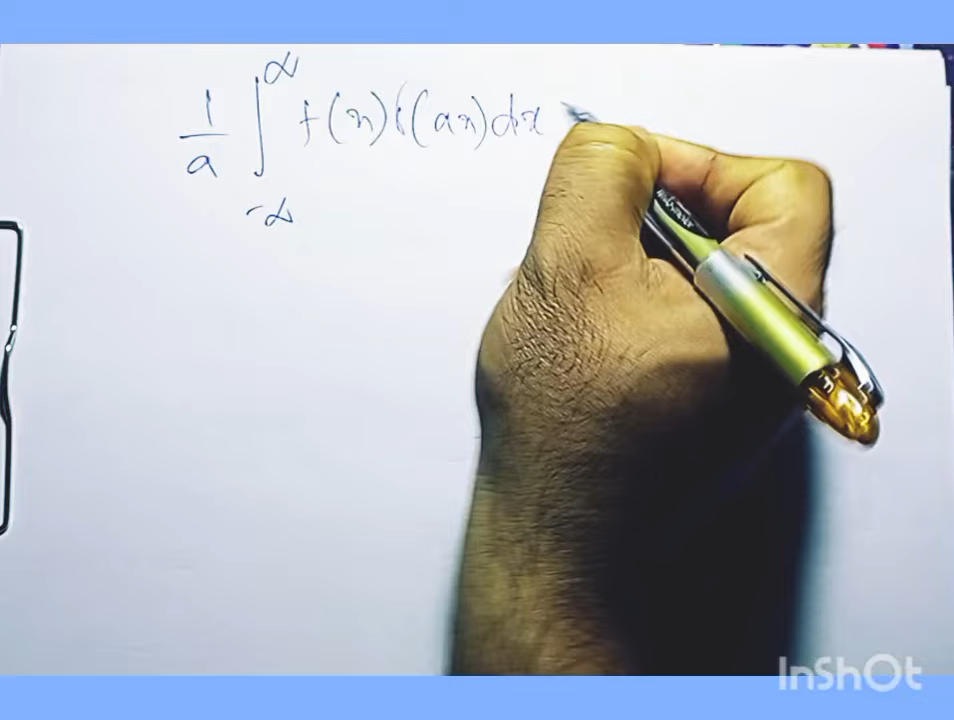 1/a ∫_{-∞}^{∞} f(x) δ(ax) dx
InShOt